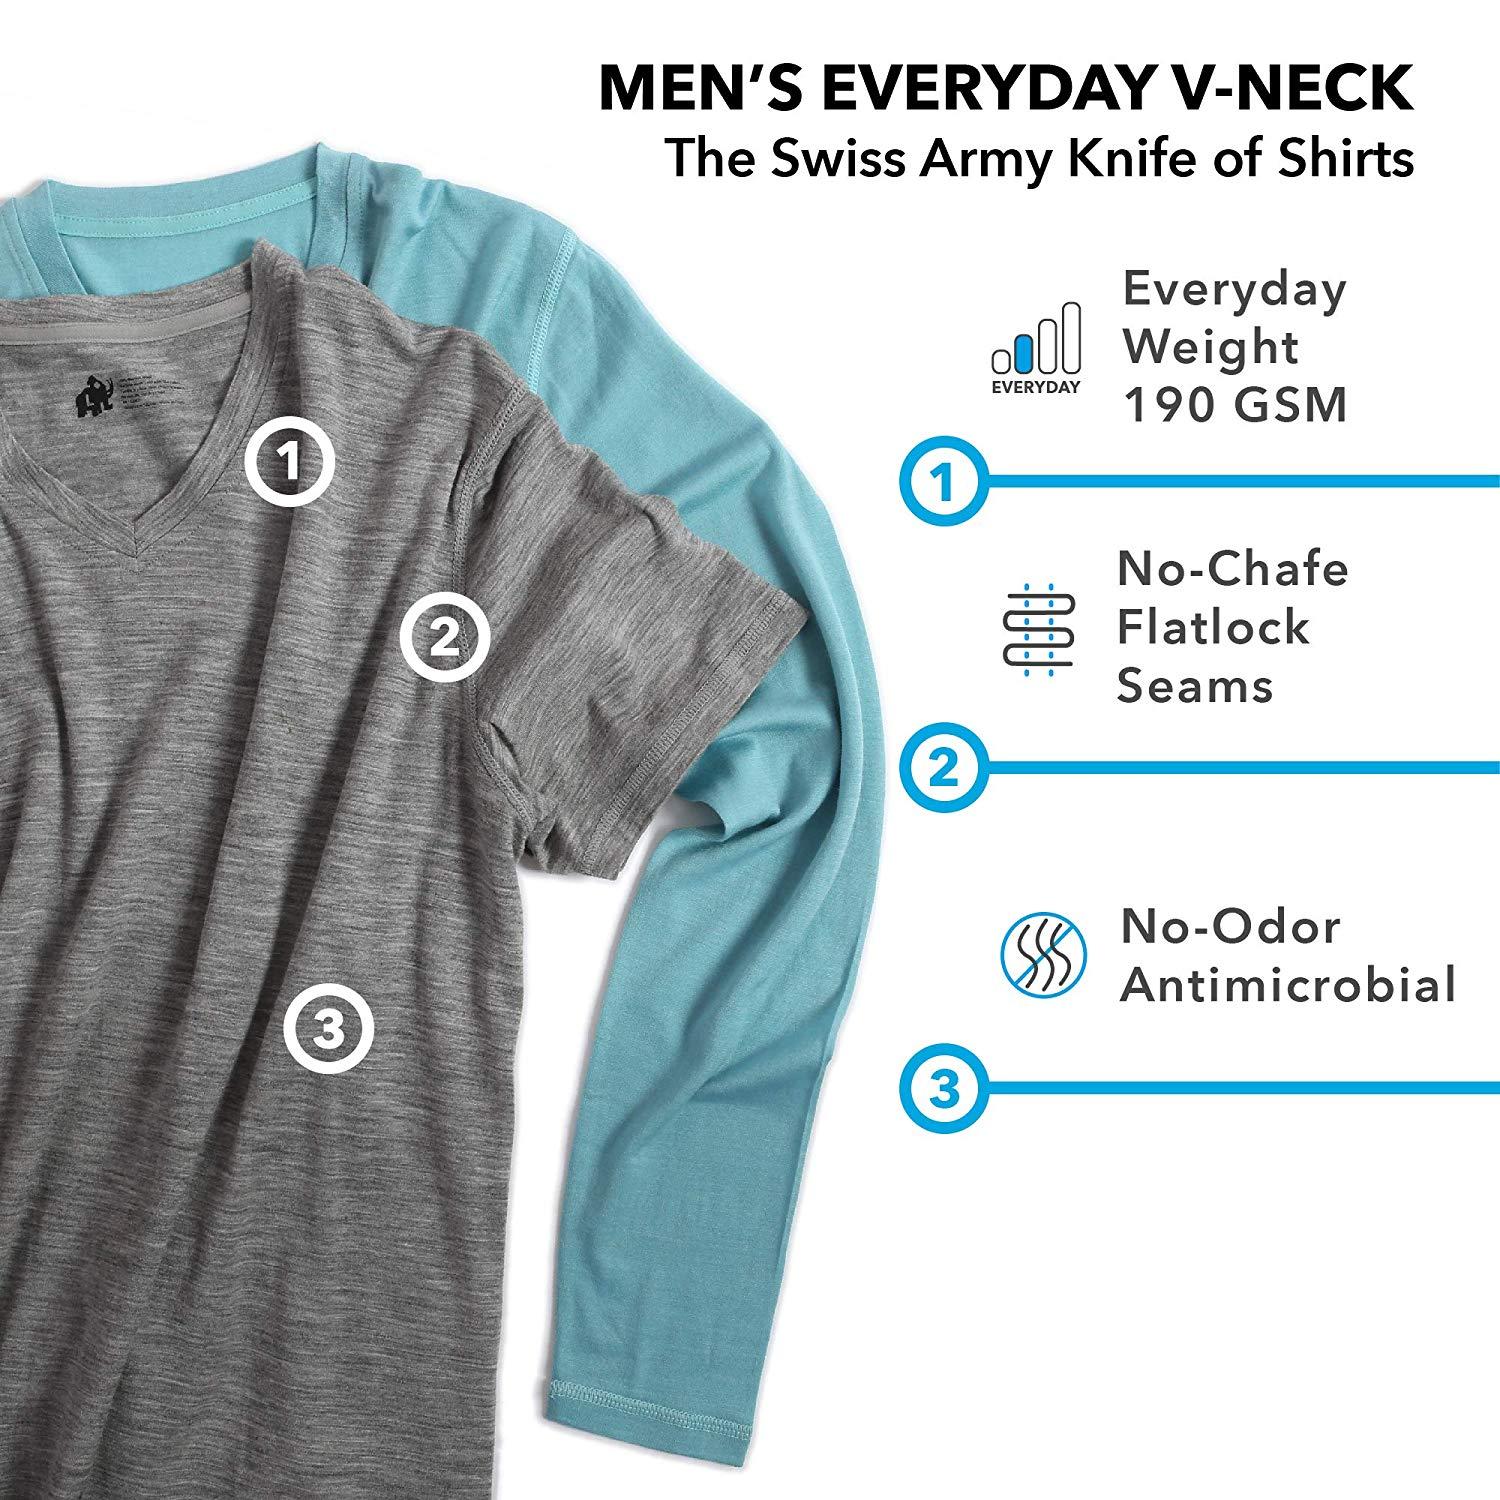 MEN'S EVERYDAY V-NECK
The Swiss Army Knife of Shirts
Everyday
Weight
190 GSM
EVERYDAY
1
No-Chafe
Flatlock
Seams
2
No-Odor
Antimicrobial
3
1
2
3